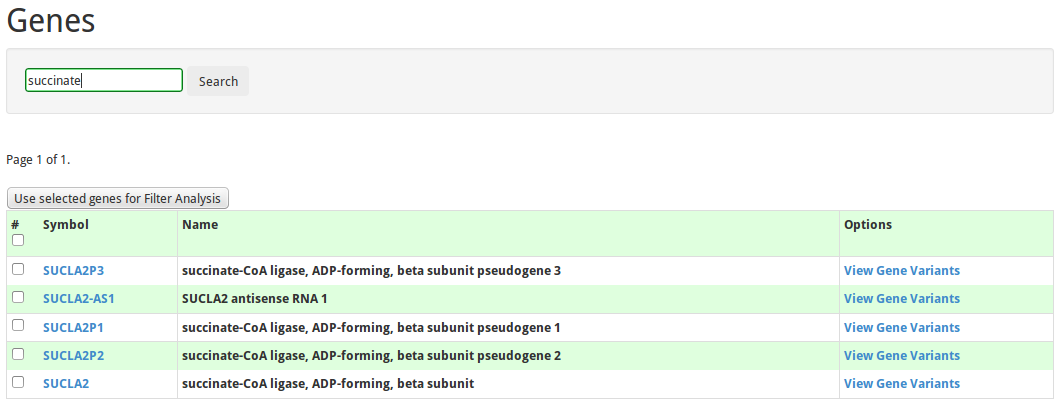 Genes
succinate Search
Page 1 of 1.
Use selected genes for Filter Analysis
# Symbol Name Options
SUCLA2P3 succinate-CoA ligase, ADP-forming, beta subunit pseudogene 3 View Gene Variants
SUCLA2-AS1 SUCLA2 antisense RNA 1 View Gene Variants
SUCLA2P1 succinate-CoA ligase, ADP-forming, beta subunit pseudogene 1 View Gene Variants
SUCLA2P2 succinate-CoA ligase, ADP-forming, beta subunit pseudogene 2 View Gene Variants
SUCLA2 succinate-CoA ligase, ADP-forming, beta subunit View Gene Variants